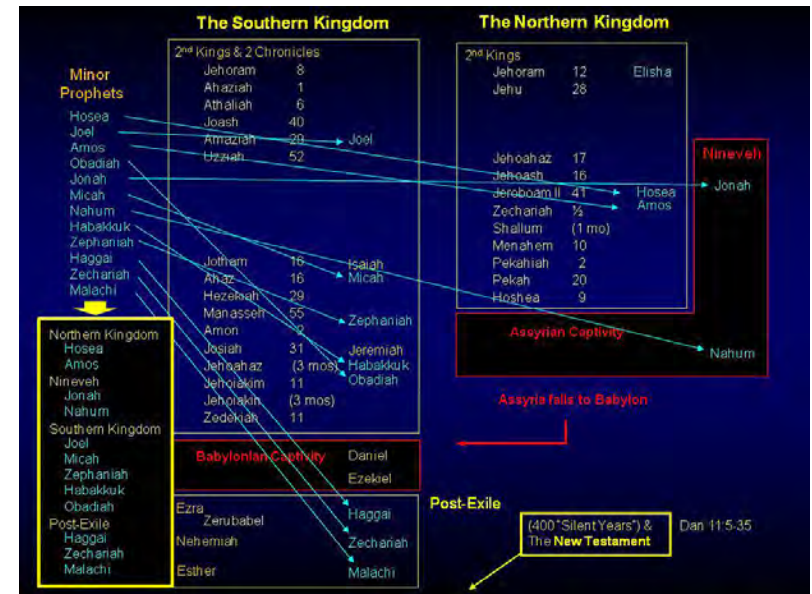 The Southern Kingdom
The Northern Kingdom
Minor
Prophets
Hosea
Joel
Amos
Obadiah
Jonah
Micah
Nahum
Habakkuk
Zephaniah
Haggai
Zechariah
Malachi
2nd Kings & 2 Chronicles
Jehoram 8
Ahaziah 1
Athaliah 6
Joash 40
Amaziah 29 Joel
Uzziah 52
Jotham 16 Isaiah
Ahaz 16 Micah
Hezekiah 29
Manasseh 55 Zephaniah
Amon 2
Josiah 31 Jeremiah
Jehoahaz (3 mos) Habakkuk
Jehoiakim 11 Obadiah
Jehoiakin (3 mos)
Zedekiah 11
2nd Kings
Jehoram 12 Elisha
Jehu 28
Jehoahaz 17
Jehoash 16
Jeroboam II 41 Hosea
Zechariah ½ Amos
Shallum (1 mo)
Menahem 10
Pekahiah 2
Pekah 20
Hoshea 9
Nineveh
Jonah
Assyrian Captivity
Nahum
Assyria falls to Babylon
Northern Kingdom
Hosea
Amos
Nineveh
Jonah
Nahum
Southern Kingdom
Joel
Micah
Zephaniah
Habakkuk
Obadiah
Post-Exile
Haggai
Zechariah
Malachi
Babylonian Captivity Daniel
Ezekiel
Ezra Haggai
Zerubabel
Nehemiah Zechariah
Esther Malachi
Post-Exile
(400 "Silent Years") & Dan 11:5-35
The New Testament